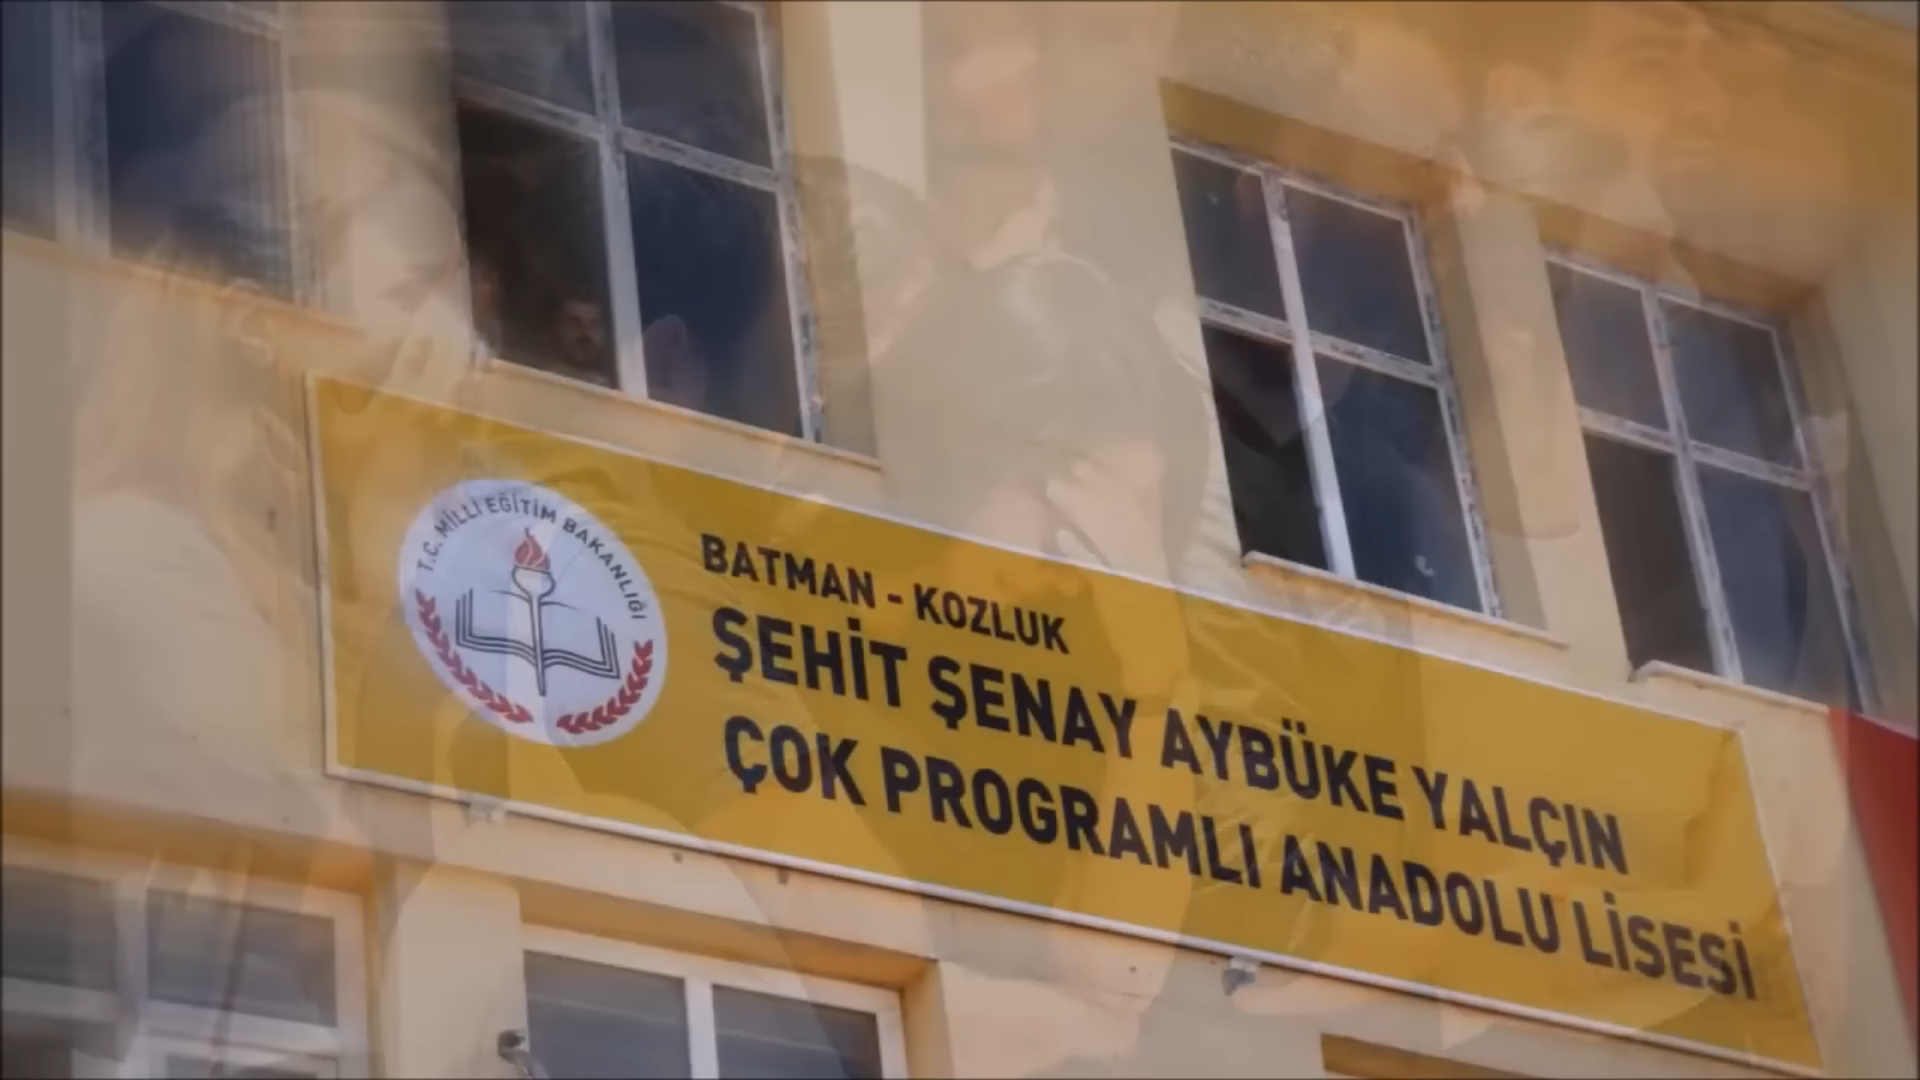 T.C. MİLLİ EĞİTİM BAKANLIĞI
BATMAN - KOZLUK
ŞEHİT ŞENAY AYBÜKE YALÇIN
ÇOK PROGRAMLI ANADOLU LİSESİ